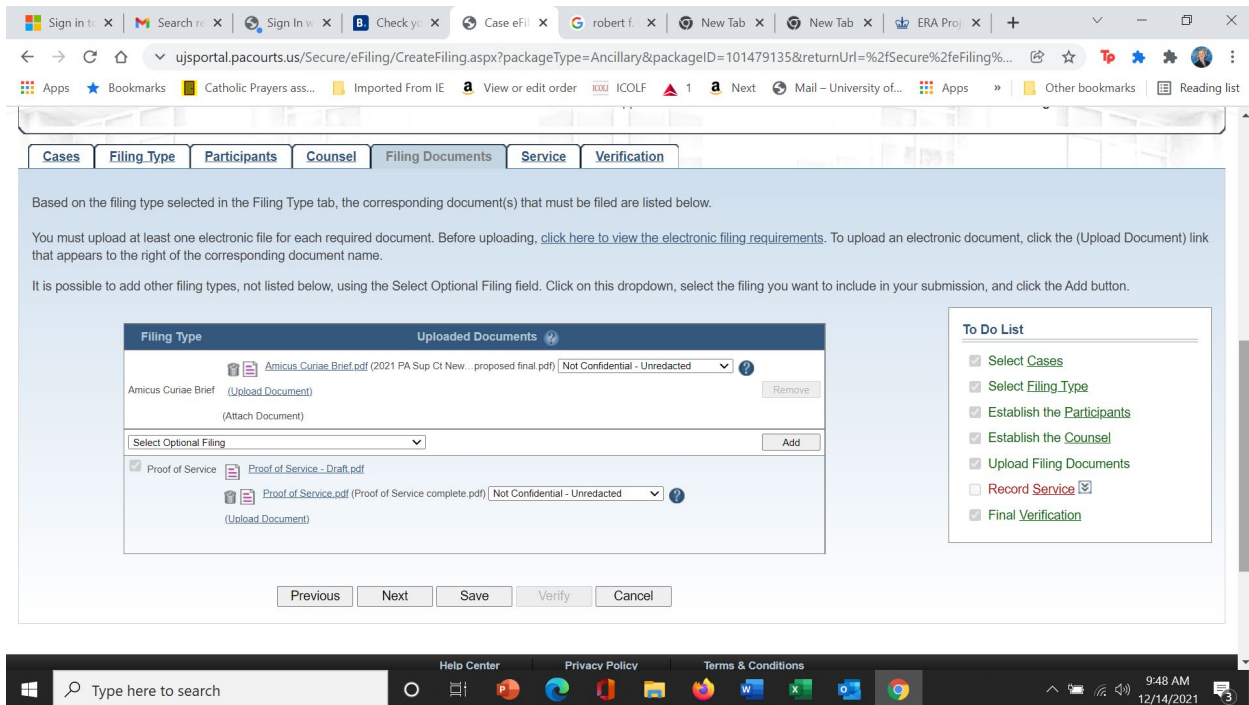 Sign in to
Search re
Sign In w
B. Check yo
Case eFil
G robert f.
New Tab
New Tab
ERA Proj
ujsportal.pacourts.us/Secure/eFiling/CreateFiling.aspx?packageType=Ancillary&packageID=101479135&returnUrl=%2fSecure%2feFiling%...
Apps Bookmarks Catholic Prayers ass... Imported From IE a View or edit order ICOLF 1 a Next Mail – University of... Apps » Other bookmarks Reading list
Cases Filing Type Participants Counsel Filing Documents Service Verification
Based on the filing type selected in the Filing Type tab, the corresponding document(s) that must be filed are listed below.
You must upload at least one electronic file for each required document. Before uploading, click here to view the electronic filing requirements. To upload an electronic document, click the (Upload Document) link
that appears to the right of the corresponding document name.
It is possible to add other filing types, not listed below, using the Select Optional Filing field. Click on this dropdown, select the filing you want to include in your submission, and click the Add button.
Filing Type Uploaded Documents ?
Amicus Curiae Brief.pdf (2021 PA Sup Ct New...proposed final.pdf) Not Confidential - Unredacted ?
Amicus Curiae Brief (Upload Document) Remove
(Attach Document)
Select Optional Filing Add
Proof of Service Proof of Service - Draft.pdf
Proof of Service.pdf (Proof of Service complete.pdf) Not Confidential - Unredacted ?
(Upload Document)
To Do List
Select Cases
Select Filing Type
Establish the Participants
Establish the Counsel
Upload Filing Documents
Record Service
Final Verification
Previous Next Save Verify Cancel
Help Center Privacy Policy Terms & Conditions
Type here to search
9:48 AM
12/14/2021
3